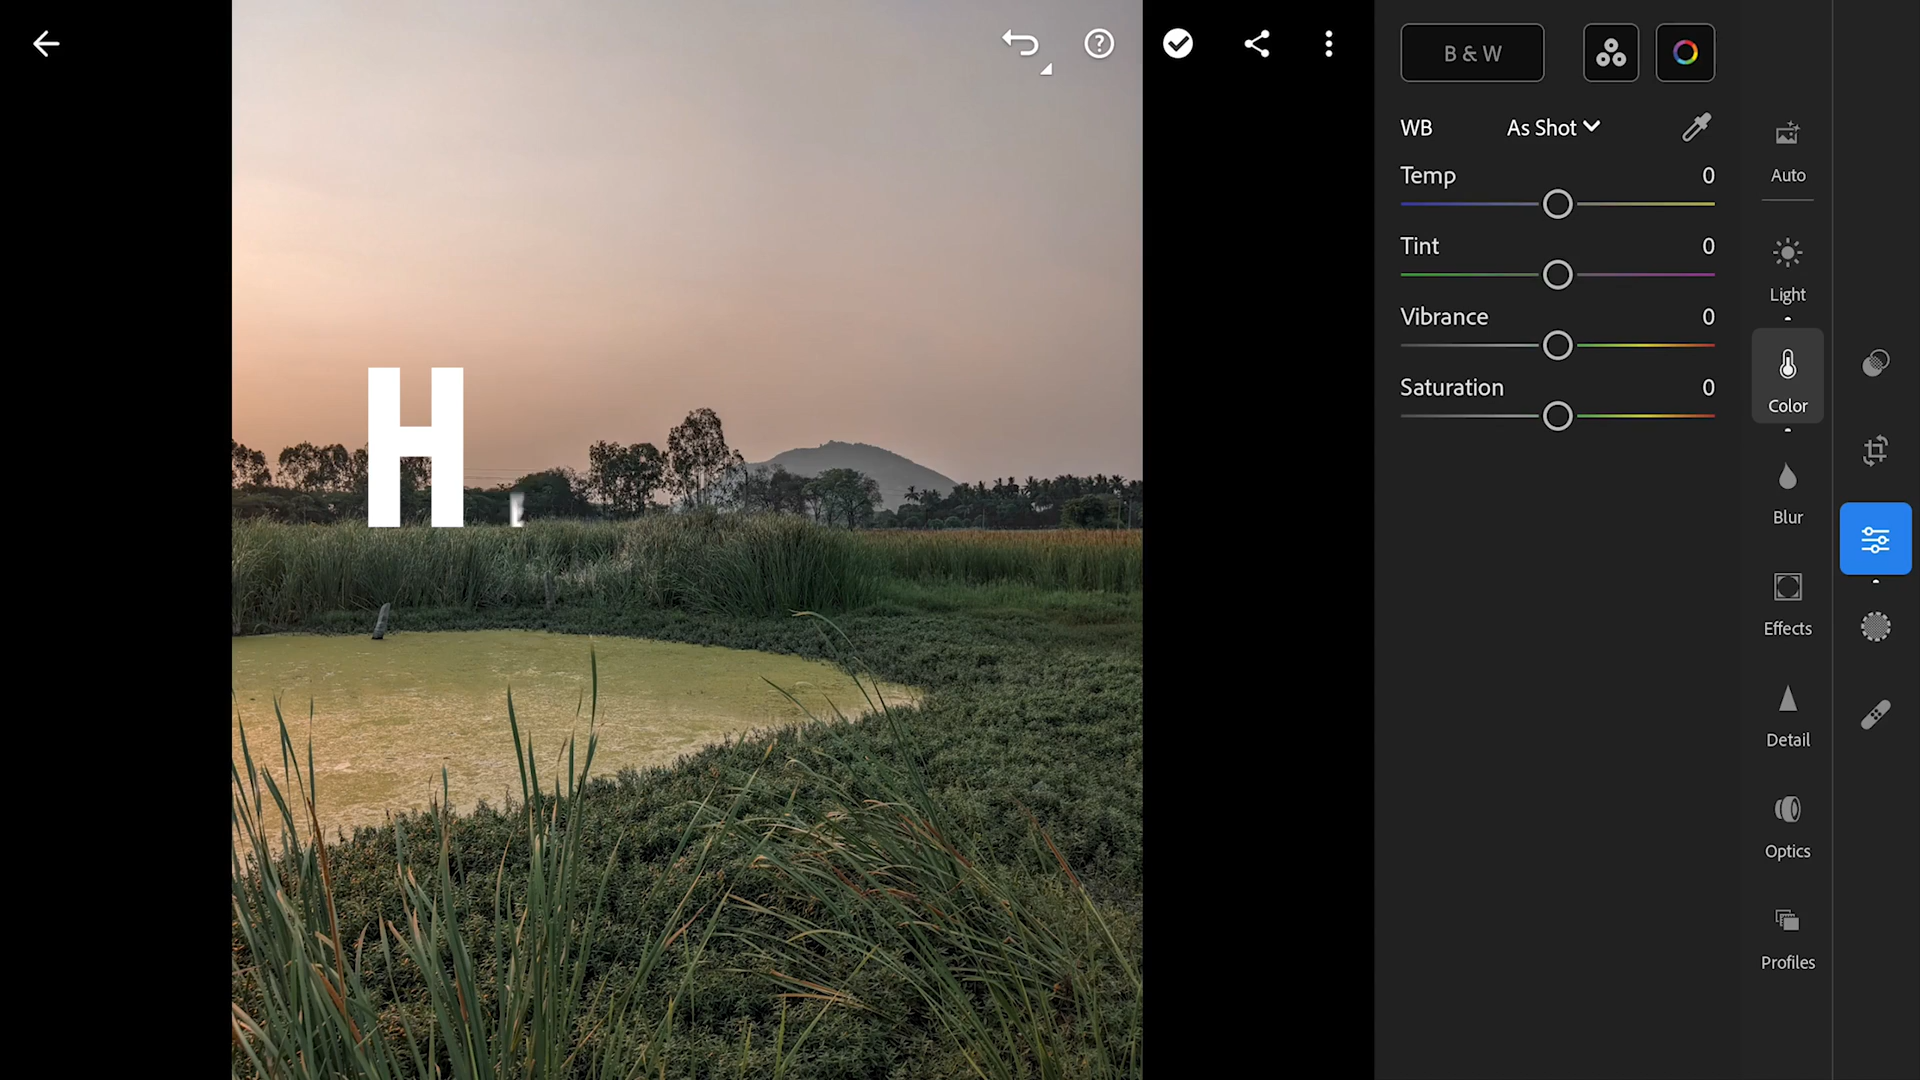 B & W
WB As Shot
Temp 0
Tint 0
Vibrance 0
Saturation 0
Auto
Light
Color
Blur
Effects
Detail
Optics
Profiles
H